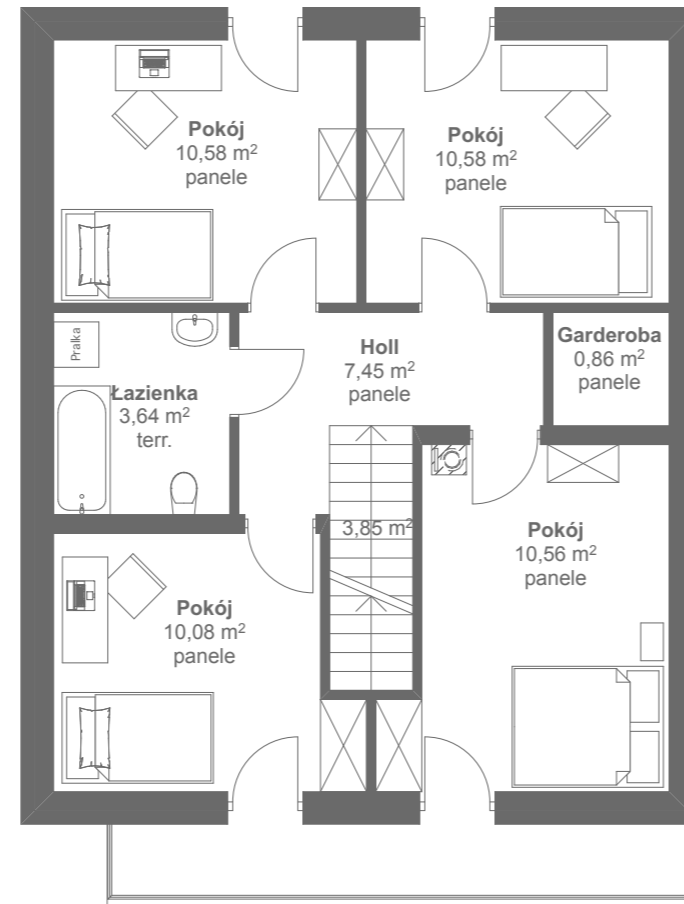 Pokój
10,58 m²
panele
Pokój
10,58 m²
panele
Pralka
Łazienka
3,64 m²
terr.
Holl
7,45 m²
panele
Garderoba
0,86 m²
panele
3,85 m²
Pokój
10,56 m²
panele
Pokój
10,08 m²
panele